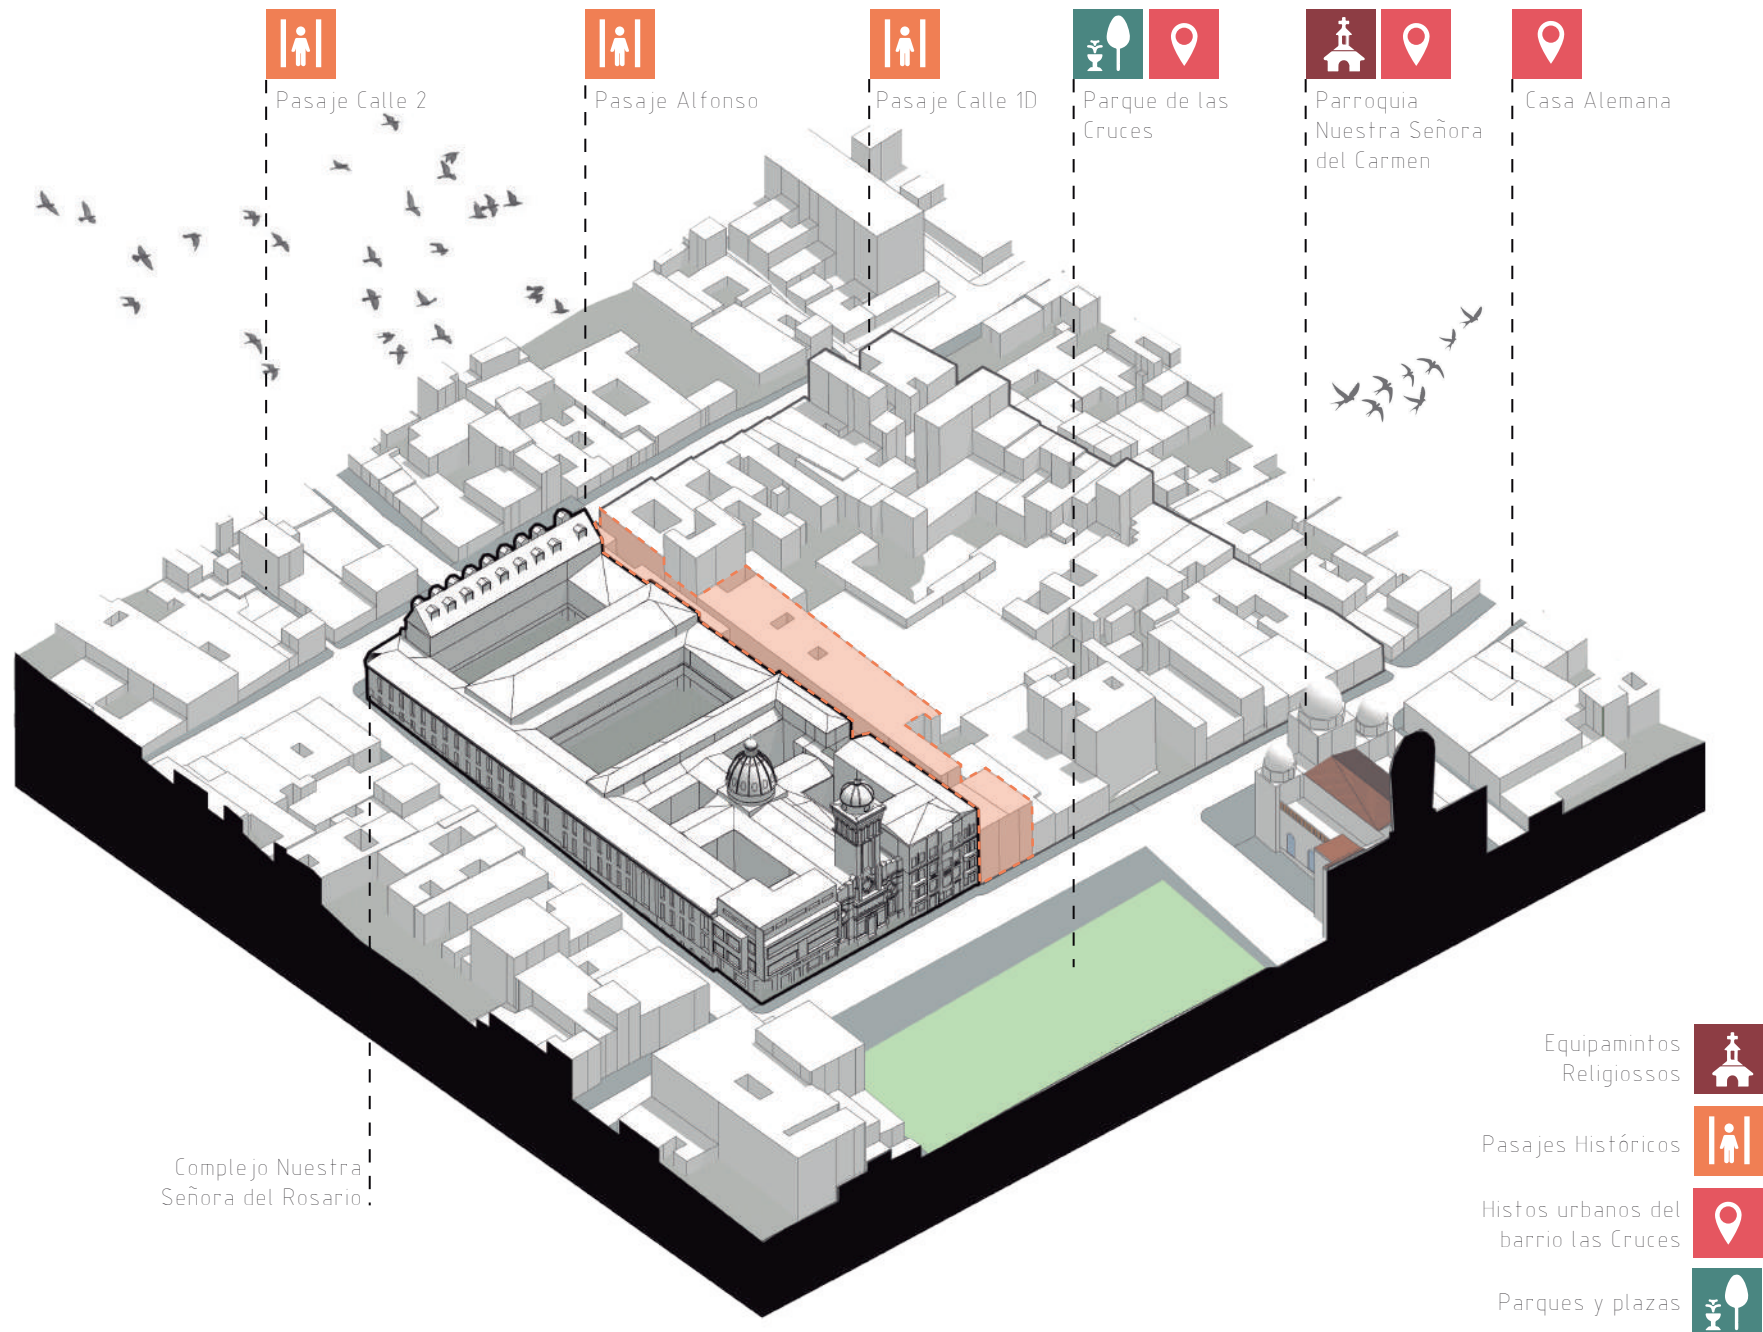 Pasaje Calle 2
Pasaje Alfonso
Pasaje Calle 1D
Parque de las
Cruces
Parroquia
Nuestra Señora
del Carmen
Casa Alemana
Complejo Nuestra
Señora del Rosario
Equipamintos
Religiossos
Pasajes Históricos
Histos urbanos del
barrio las Cruces
Parques y plazas